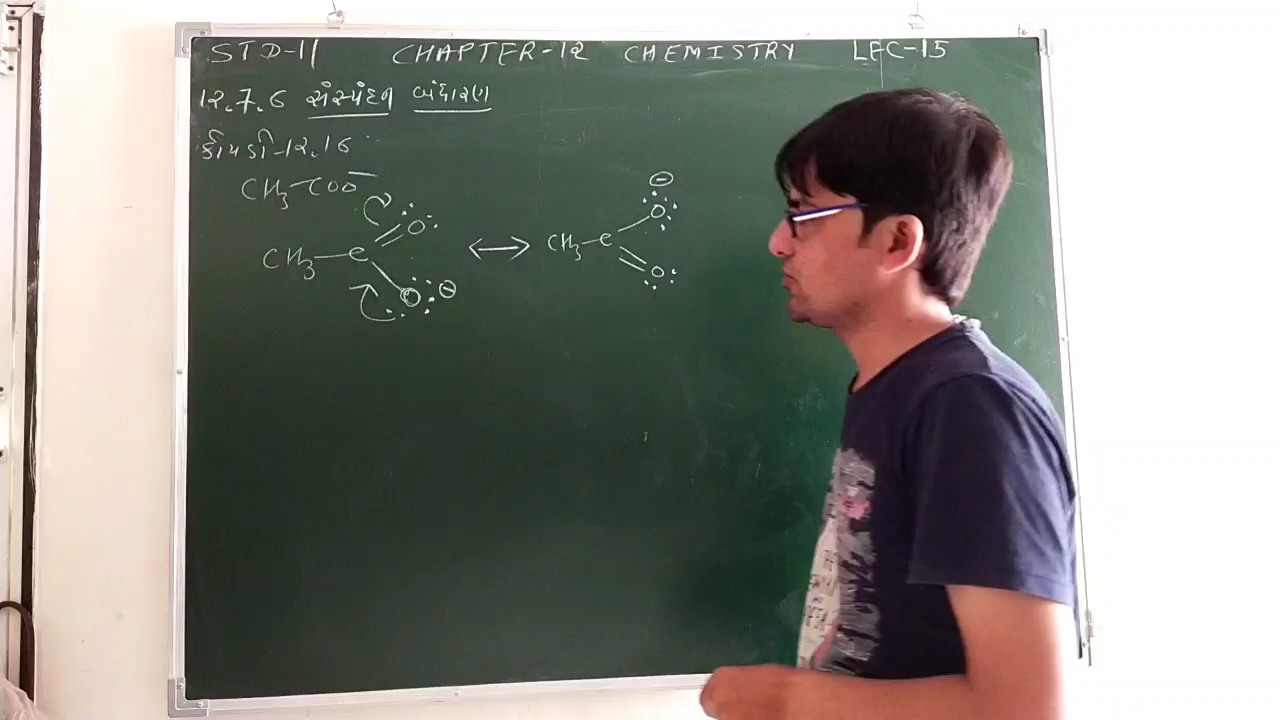 STD-11 CHAPTER-12 CHEMISTRY LEC-15
12.7.6 સંસ્પંદન બંધારણ
કોયડો-12.16
CH3-COO⁻
CH3-C O O ⊖ ↔ CH3-C O O ⊖